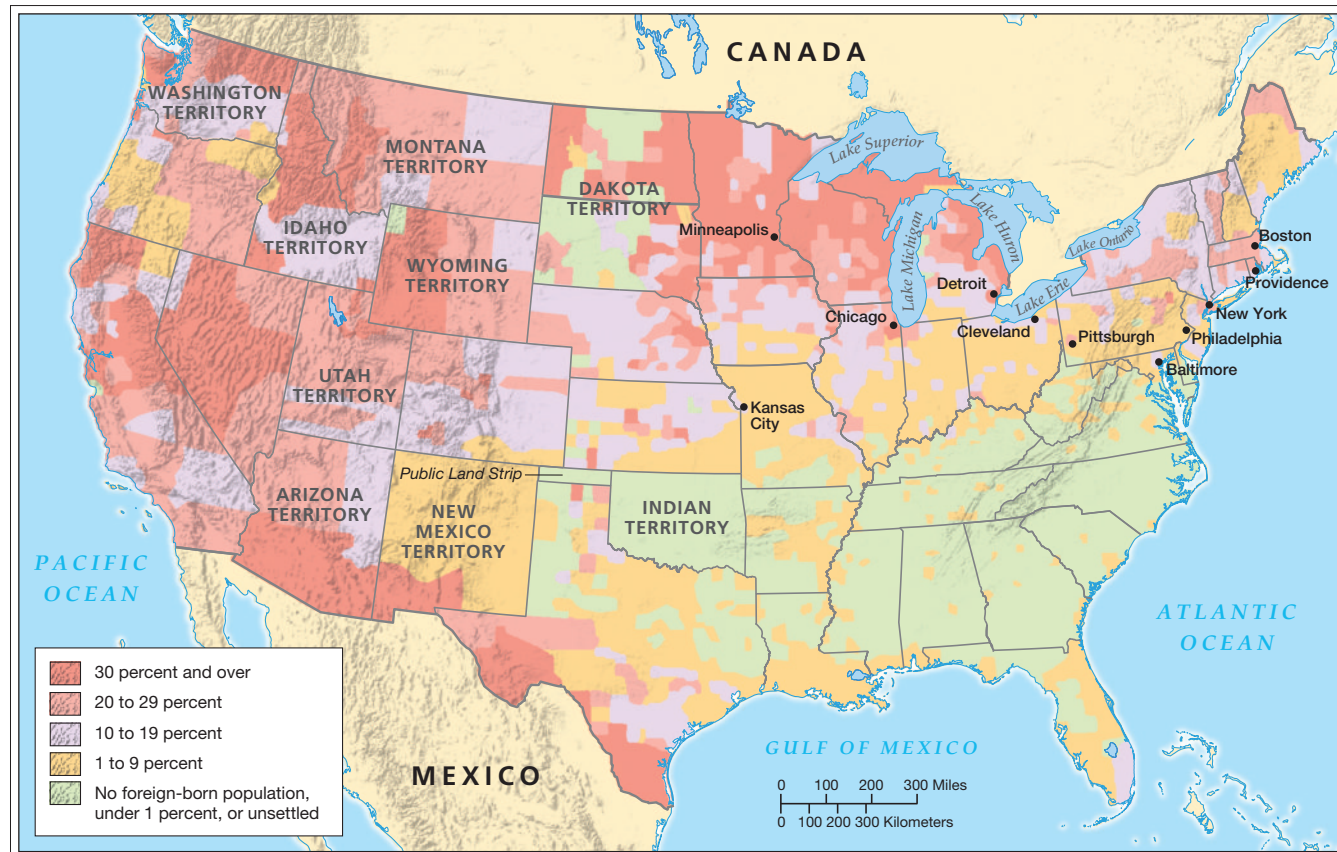 CANADA
WASHINGTON
TERRITORY
MONTANA
TERRITORY
DAKOTA
TERRITORY
IDAHO
TERRITORY
WYOMING
TERRITORY
UTAH
TERRITORY
ARIZONA
TERRITORY
NEW
MEXICO
TERRITORY
Public Land Strip
INDIAN
TERRITORY
Lake Superior
Lake Michigan
Lake Huron
Lake Ontario
Lake Erie
Minneapolis
Chicago
Detroit
Cleveland
Pittsburgh
Boston
Providence
New York
Philadelphia
Baltimore
Kansas
City
PACIFIC
OCEAN
ATLANTIC
OCEAN
GULF OF MEXICO
MEXICO
30 percent and over
20 to 29 percent
10 to 19 percent
1 to 9 percent
No foreign-born population,
under 1 percent, or unsettled
0 100 200 300 Miles
0 100 200 300 Kilometers